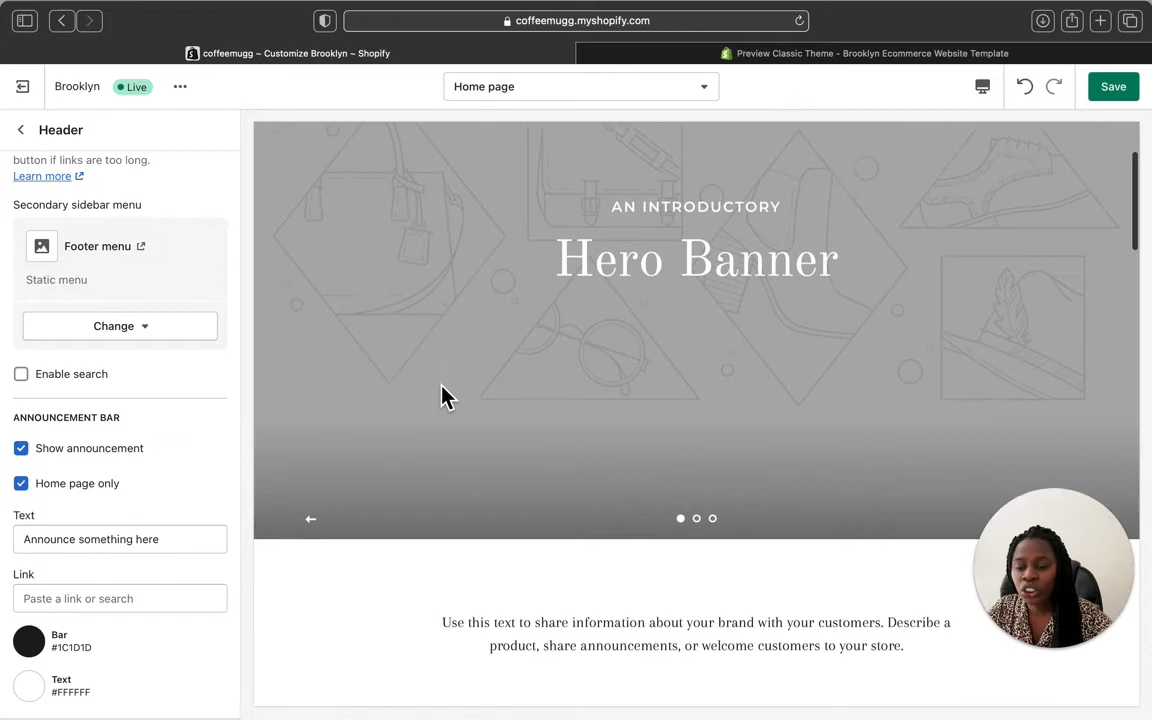 coffeemugg.myshopify.com
coffeemugg ~ Customize Brooklyn ~ Shopify
Preview Classic Theme - Brooklyn Ecommerce Website Template
Brooklyn
Live
Home page
Save
Header
button if links are too long.
Learn more
Secondary sidebar menu
Footer menu
Static menu
Change
Enable search
ANNOUNCEMENT BAR
Show announcement
Home page only
Text
Announce something here
Link
Paste a link or search
Bar
#1C1D1D
Text
#FFFFFF
AN INTRODUCTORY
Hero Banner
Use this text to share information about your brand with your customers. Describe a
product, share announcements, or welcome customers to your store.